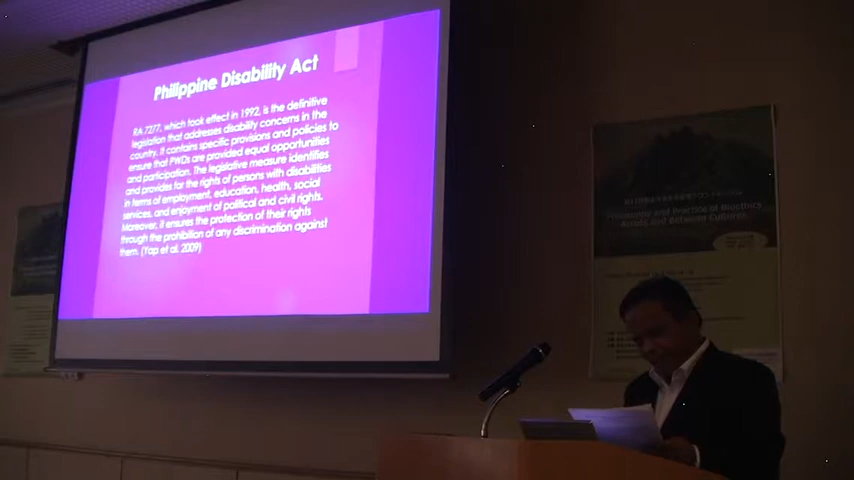 Philippine Disability Act
RA 7277, which took effect in 1992, is the definitive
legislation that addresses disability concerns in the
country. It contains specific provisions and policies to
ensure that PWDs are provided equal opportunities
and participation. The legislative measure identifies
and provides for the rights of persons with disabilities
in terms of employment, education, health, social
services, and enjoyment of political and civil rights.
Moreover, it ensures the protection of their rights
through the prohibition of any discrimination against
them. (Yap et al. 2009)
Philosophy and Practice of Bioethics
Across and Between Cultures